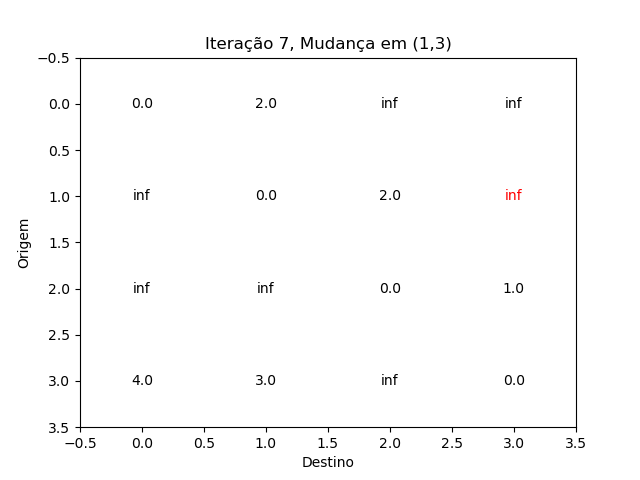 Iteração 7, Mudança em (1,3)
−0.5
0.0 0.0 2.0 inf inf
0.5
1.0 inf 0.0 2.0 inf
1.5
2.0 inf inf 0.0 1.0
2.5
3.0 4.0 3.0 inf 0.0
3.5
Origem
−0.5 0.0 0.5 1.0 1.5 2.0 2.5 3.0 3.5
Destino